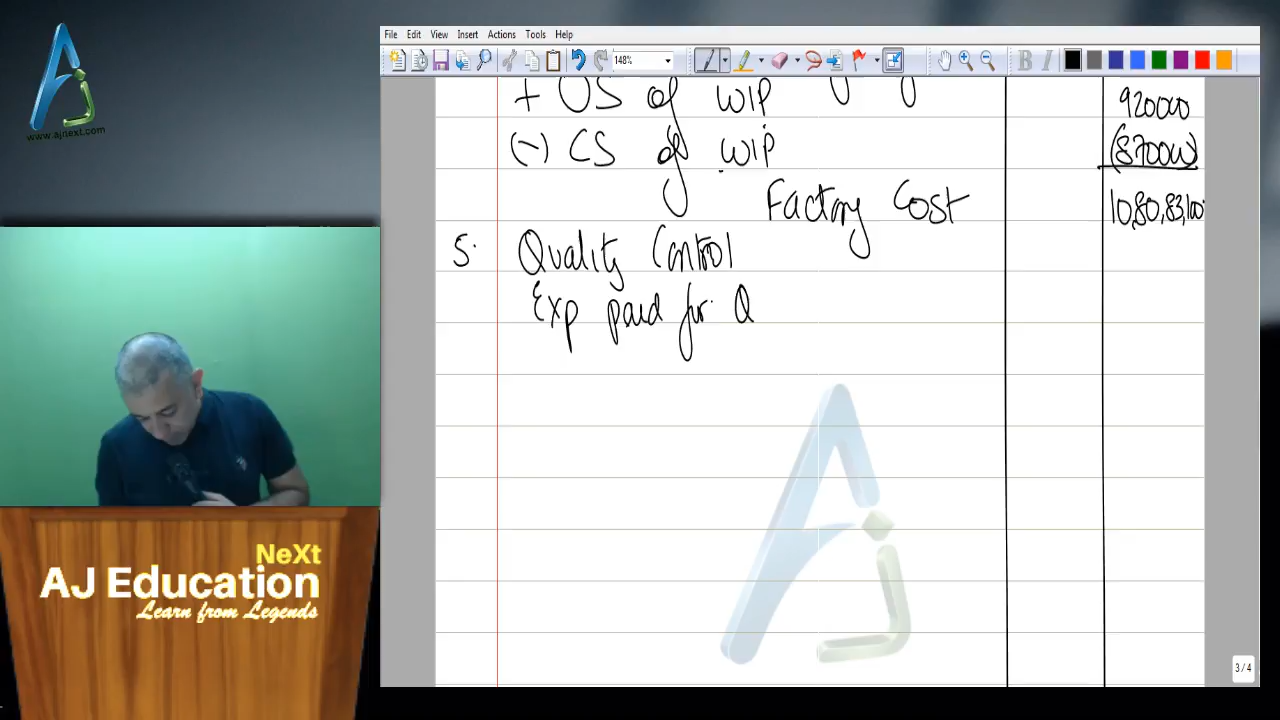 File Edit View Insert Actions Tools Help
148%
B I
www.ajnext.com
+ OS of WIP 920000
(-) CS of WIP (870000)
Factory Cost 10,80,83,100
5. Quality Control
Exp paid for Q
NeXt
AJ Education
Learn from Legends
3/4